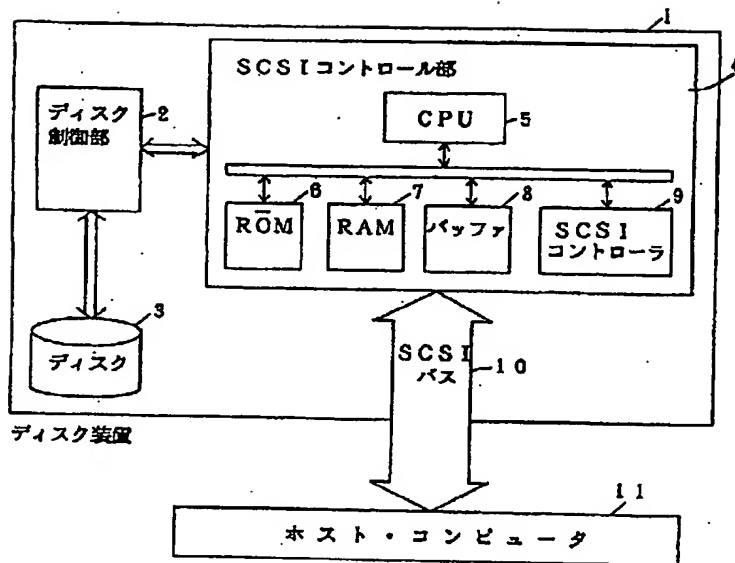 1
SCSIコントロール部
4
ディスク
制御部
2
CPU
5
6
7
8
9
ROM
RAM
バッファ
SCSI
コントローラ
3
ディスク
SCSI
バス
10
ディスク装置
11
ホスト・コンピュータ